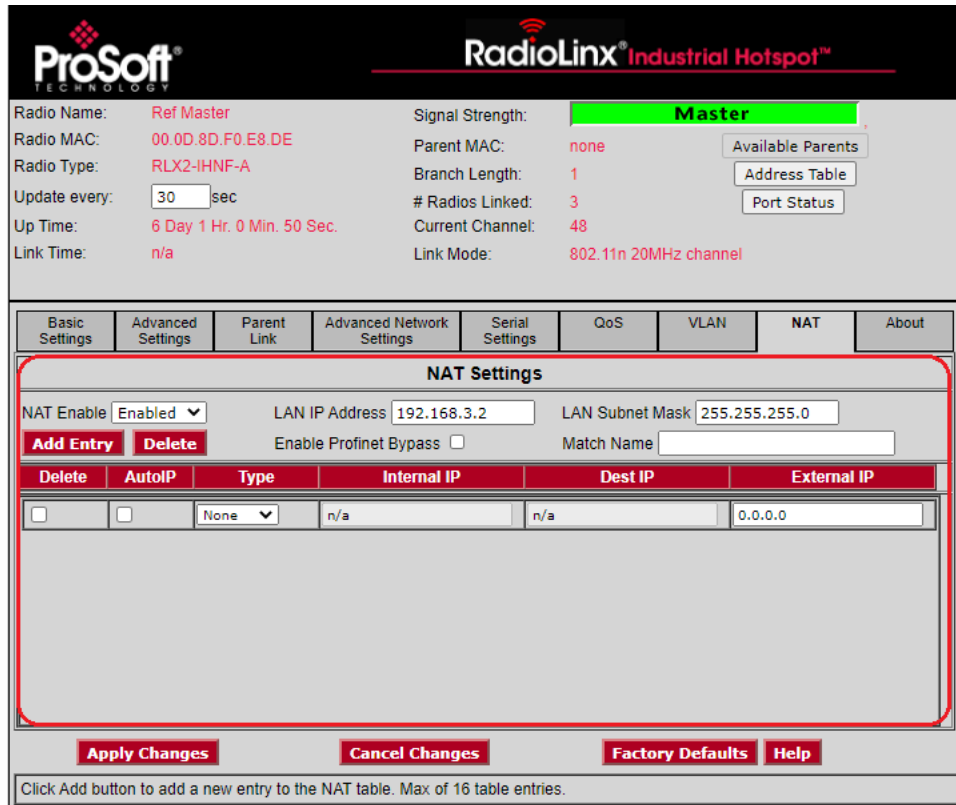 ProSoft®
TECHNOLOGY
RadioLinx® Industrial Hotspot™
Radio Name: Ref Master
Radio MAC: 00.0D.8D.F0.E8.DE
Radio Type: RLX2-IHNF-A
Update every: 30 sec
Up Time: 6 Day 1 Hr. 0 Min. 50 Sec.
Link Time: n/a
Signal Strength: Master ,
Parent MAC: none Available Parents
Branch Length: 1 Address Table
# Radios Linked: 3 Port Status
Current Channel: 48
Link Mode: 802.11n 20MHz channel
Basic Settings Advanced Settings Parent Link Advanced Network Settings Serial Settings QoS VLAN NAT About
NAT Settings
NAT Enable Enabled LAN IP Address 192.168.3.2 LAN Subnet Mask 255.255.255.0
Add Entry Delete Enable Profinet Bypass Match Name
Delete AutoIP Type Internal IP Dest IP External IP
None n/a n/a 0.0.0.0
Apply Changes Cancel Changes Factory Defaults Help
Click Add button to add a new entry to the NAT table. Max of 16 table entries.